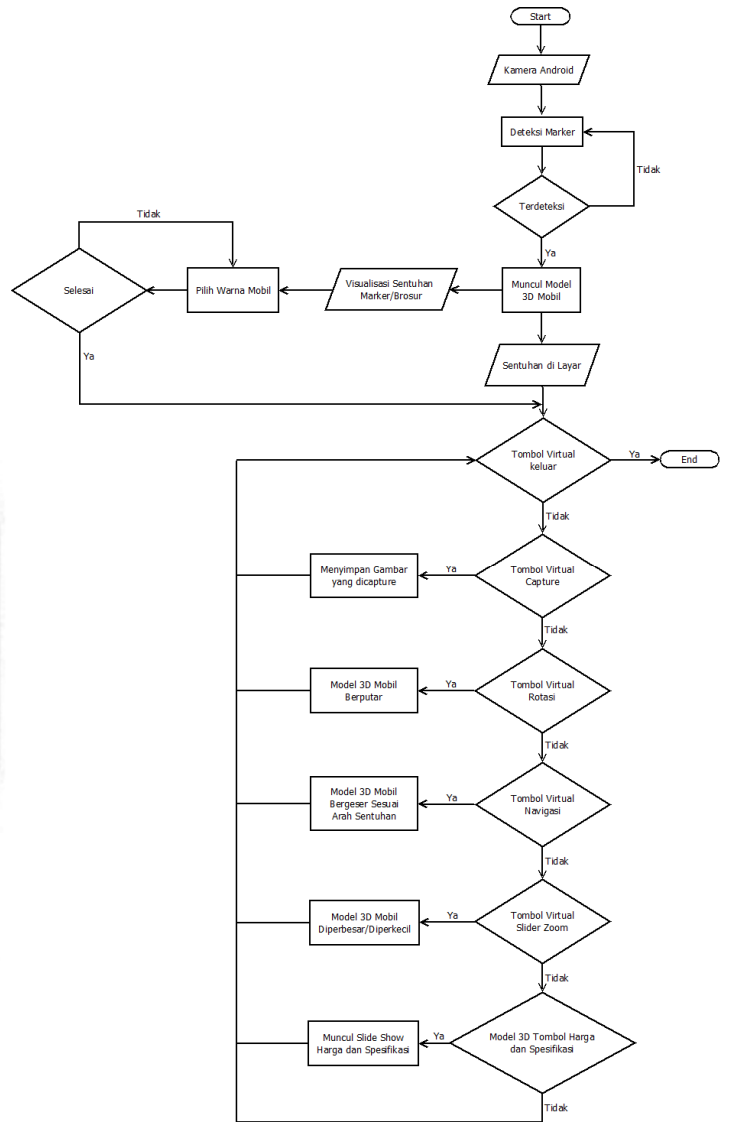 Start
Kamera Android
Deteksi Marker
Tidak
Terdeteksi
Ya
Tidak
Selesai
Pilih Warna Mobil
Visualisasi Sentuhan
Marker/Brosur
Muncul Model
3D Mobil
Ya
Sentuhan di Layar
Tombol Virtual
keluar
Ya
End
Tidak
Menyimpan Gambar
yang dicapture
Ya
Tombol Virtual
Capture
Tidak
Model 3D Mobil
Berputar
Ya
Tombol Virtual
Rotasi
Tidak
Model 3D Mobil
Bergeser Sesuai
Arah Sentuhan
Ya
Tombol Virtual
Navigasi
Tidak
Model 3D Mobil
Diperbesar/Diperkecil
Ya
Tombol Virtual
Slider Zoom
Tidak
Muncul Slide Show
Harga dan Spesifikasi
Ya
Model 3D Tombol Harga
dan Spesifikasi
Tidak